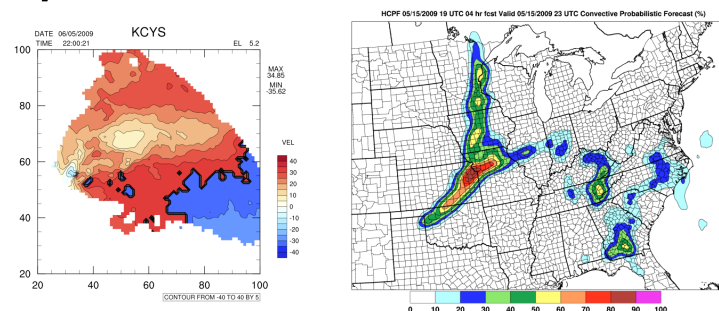 DATE 06/05/2009
TIME 22:00:21
KCYS
EL 5.2
MAX
34.85
MIN
-35.62
VEL
40
30
20
10
0
-10
-20
-30
-40
100
80
60
40
20
20 40 60 80 100
CONTOUR FROM -40 TO 40 BY 5
HCPF 05/15/2009 19 UTC 04 hr fcst Valid 05/15/2009 23 UTC Convective Probabilistic Forecast (%)
0 10 20 30 40 50 60 70 80 90 100